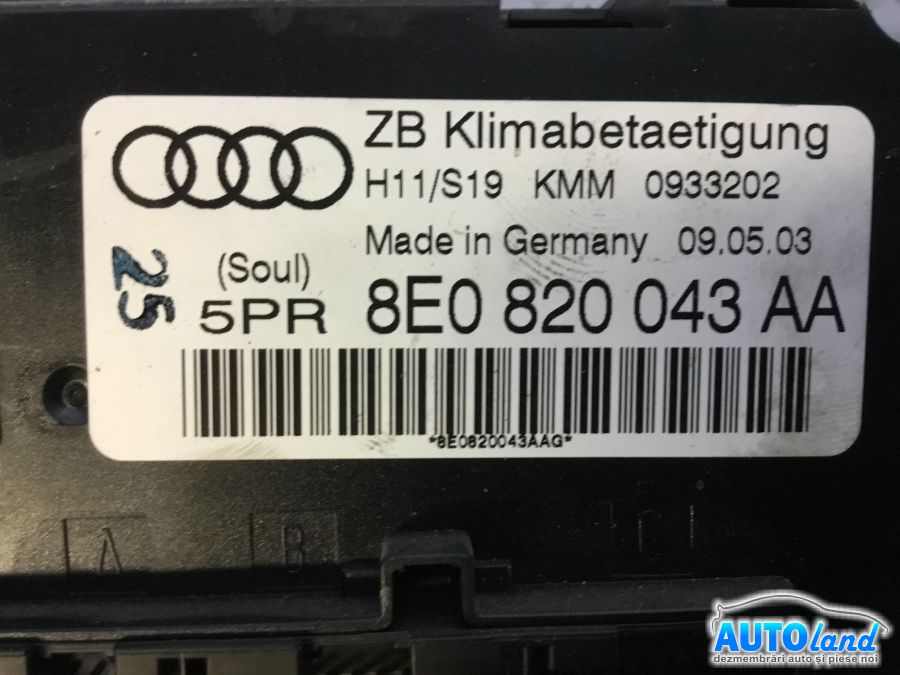 ZB Klimabetaetigung
H11/S19 KMM 0933202
Made in Germany 09.05.03
25
(Soul)
5PR 8E0 820 043 AA
*8E0820043AAG*
A B C
AUTOland
dezmembrări auto și piese noi